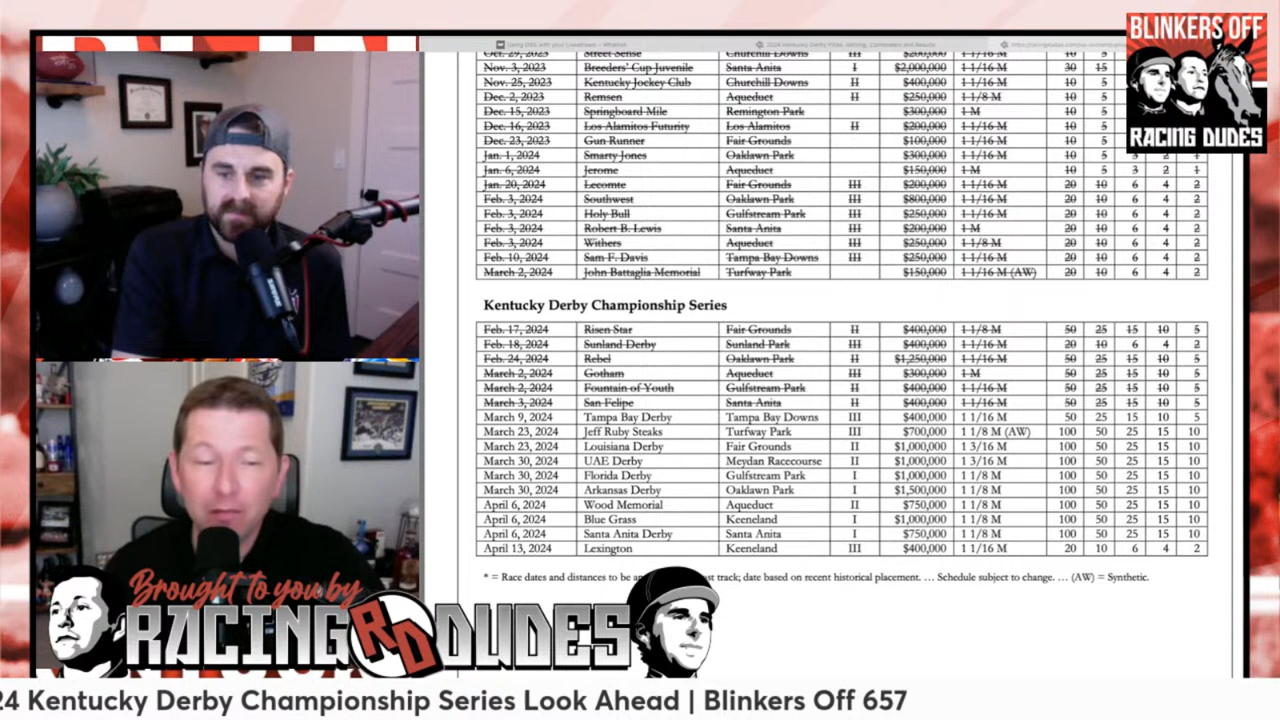 BLINKERS OFF
RACING DUDES
Oct. 29, 2023 Street Sense Churchill Downs III $200,000 1 1/16 M 10 5
Nov. 3, 2023 Breeders' Cup Juvenile Santa Anita I $2,000,000 1 1/16 M 30 15
Nov. 25, 2023 Kentucky Jockey Club Churchill Downs II $400,000 1 1/16 M 10 5
Dec. 2, 2023 Remsen Aqueduct II $250,000 1 1/8 M 10 5
Dec. 15, 2023 Springboard Mile Remington Park $300,000 1 M 10 5
Dec. 16, 2023 Los Alamitos Futurity Los Alamitos II $200,000 1 1/16 M 10 5
Dec. 23, 2023 Gun Runner Fair Grounds $100,000 1 1/16 M 10 5
Jan. 1, 2024 Smarty Jones Oaklawn Park $300,000 1 1/16 M 10 5 3 2 1
Jan. 6, 2024 Jerome Aqueduct $150,000 1 M 10 5 3 2 1
Jan. 20, 2024 Lecomte Fair Grounds III $200,000 1 1/16 M 20 10 6 4 2
Feb. 3, 2024 Southwest Oaklawn Park III $800,000 1 1/16 M 20 10 6 4 2
Feb. 3, 2024 Holy Bull Gulfstream Park III $250,000 1 1/16 M 20 10 6 4 2
Feb. 3, 2024 Robert B. Lewis Santa Anita III $200,000 1 M 20 10 6 4 2
Feb. 3, 2024 Withers Aqueduct III $250,000 1 1/8 M 20 10 6 4 2
Feb. 10, 2024 Sam F. Davis Tampa Bay Downs III $250,000 1 1/16 M 20 10 6 4 2
March 2, 2024 John Battaglia Memorial Turfway Park $150,000 1 1/16 M (AW) 20 10 6 4 2
Kentucky Derby Championship Series
Feb. 17, 2024 Risen Star Fair Grounds II $400,000 1 1/8 M 50 25 15 10 5
Feb. 18, 2024 Sunland Derby Sunland Park III $400,000 1 1/16 M 20 10 6 4 2
Feb. 24, 2024 Rebel Oaklawn Park II $1,250,000 1 1/16 M 50 25 15 10 5
March 2, 2024 Gotham Aqueduct III $300,000 1 M 50 25 15 10 5
March 2, 2024 Fountain of Youth Gulfstream Park II $400,000 1 1/16 M 50 25 15 10 5
March 3, 2024 San Felipe Santa Anita II $400,000 1 1/16 M 50 25 15 10 5
March 9, 2024 Tampa Bay Derby Tampa Bay Downs III $400,000 1 1/16 M 50 25 15 10 5
March 23, 2024 Jeff Ruby Steaks Turfway Park III $700,000 1 1/8 M (AW) 100 50 25 15 10
March 23, 2024 Louisiana Derby Fair Grounds II $1,000,000 1 3/16 M 100 50 25 15 10
March 30, 2024 UAE Derby Meydan Racecourse II $1,000,000 1 3/16 M 100 50 25 15 10
March 30, 2024 Florida Derby Gulfstream Park I $1,000,000 1 1/8 M 100 50 25 15 10
March 30, 2024 Arkansas Derby Oaklawn Park I $1,500,000 1 1/8 M 100 50 25 15 10
April 6, 2024 Wood Memorial Aqueduct II $750,000 1 1/8 M 100 50 25 15 10
April 6, 2024 Blue Grass Keeneland I $1,000,000 1 1/8 M 100 50 25 15 10
April 6, 2024 Santa Anita Derby Santa Anita I $750,000 1 1/8 M 100 50 25 15 10
April 13, 2024 Lexington Keeneland III $400,000 1 1/16 M 20 10 6 4 2
* = Race dates and distances to be track; date based on recent historical placement. … Schedule subject to change. … (AW) = Synthetic.
Brought to you by
RACING RD DUDES
24 Kentucky Derby Championship Series Look Ahead | Blinkers Off 657